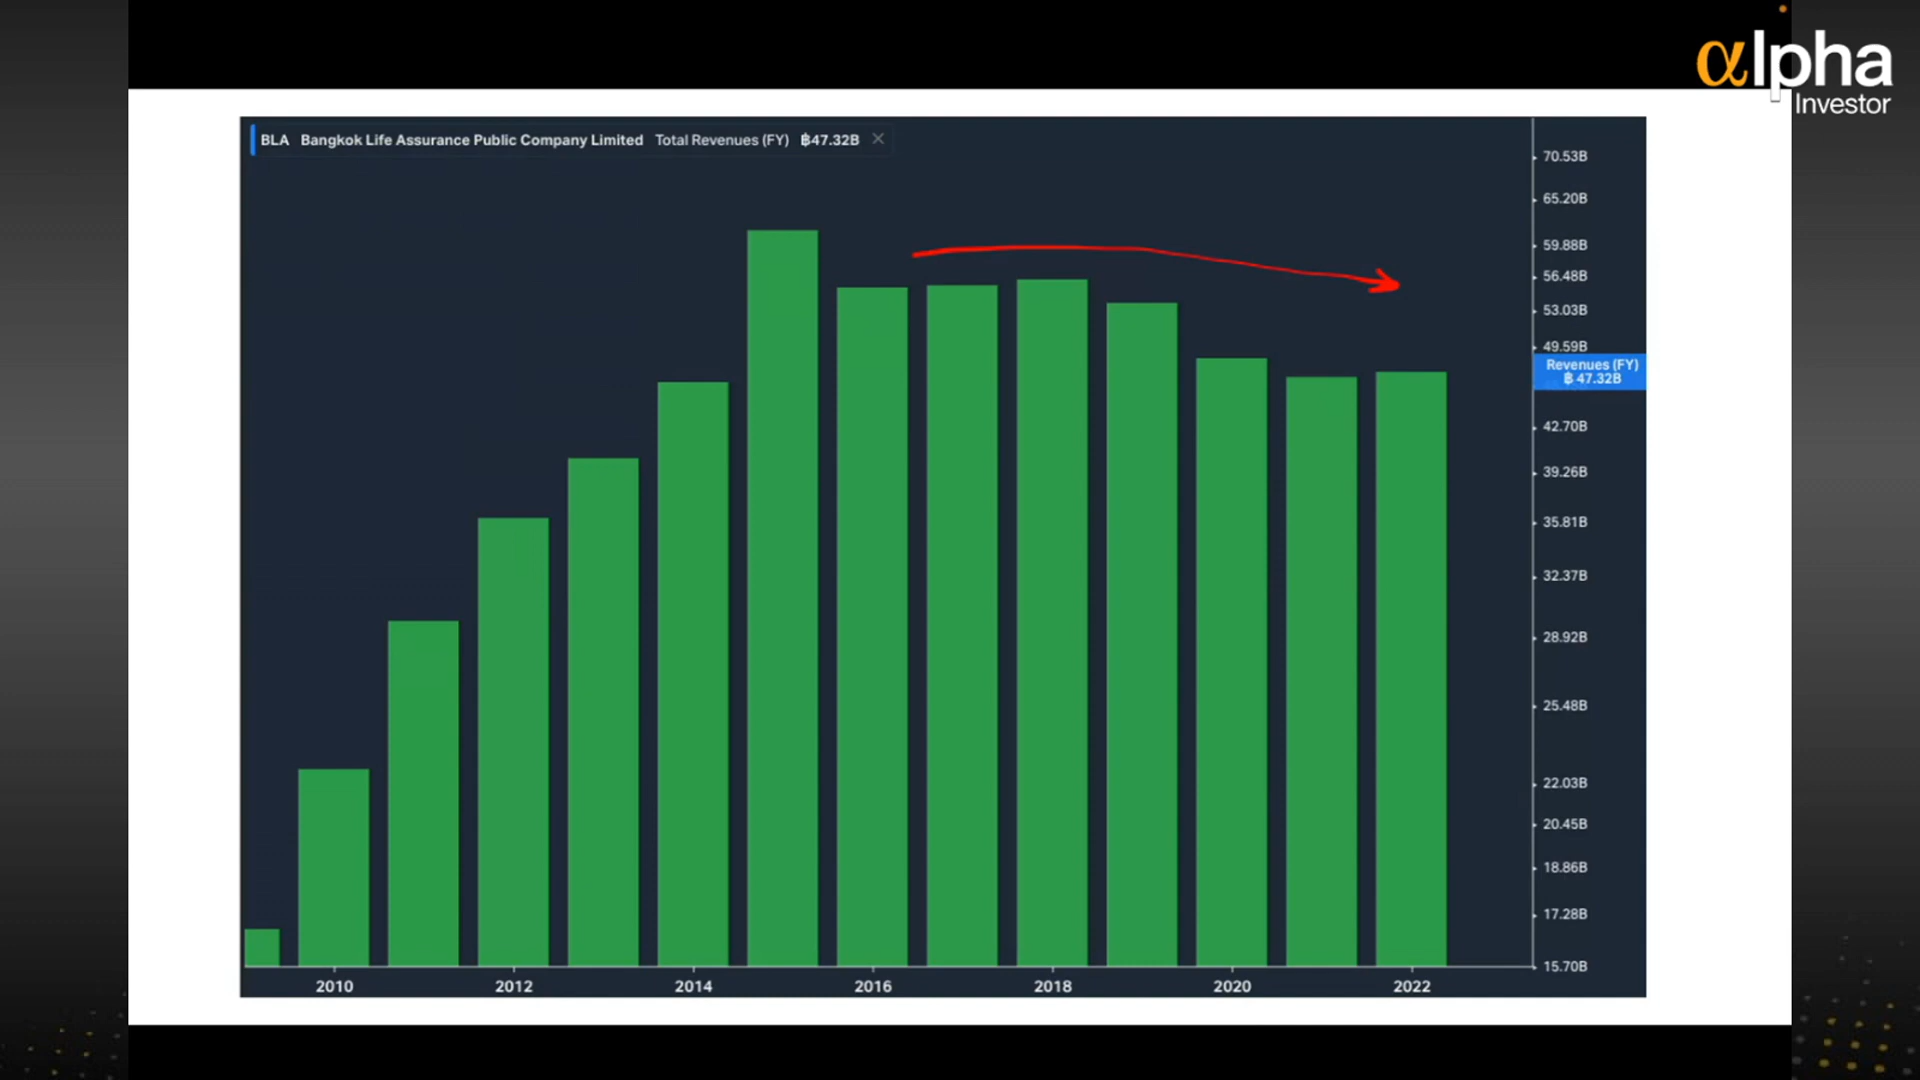 αlpha
Investor
BLA Bangkok Life Assurance Public Company Limited Total Revenues (FY) ฿47.32B ×
70.53B
65.20B
59.88B
56.48B
53.03B
49.59B
Revenues (FY)
฿ 47.32B
42.70B
39.26B
35.81B
32.37B
28.92B
25.48B
22.03B
20.45B
18.86B
17.28B
15.70B
2010 2012 2014 2016 2018 2020 2022